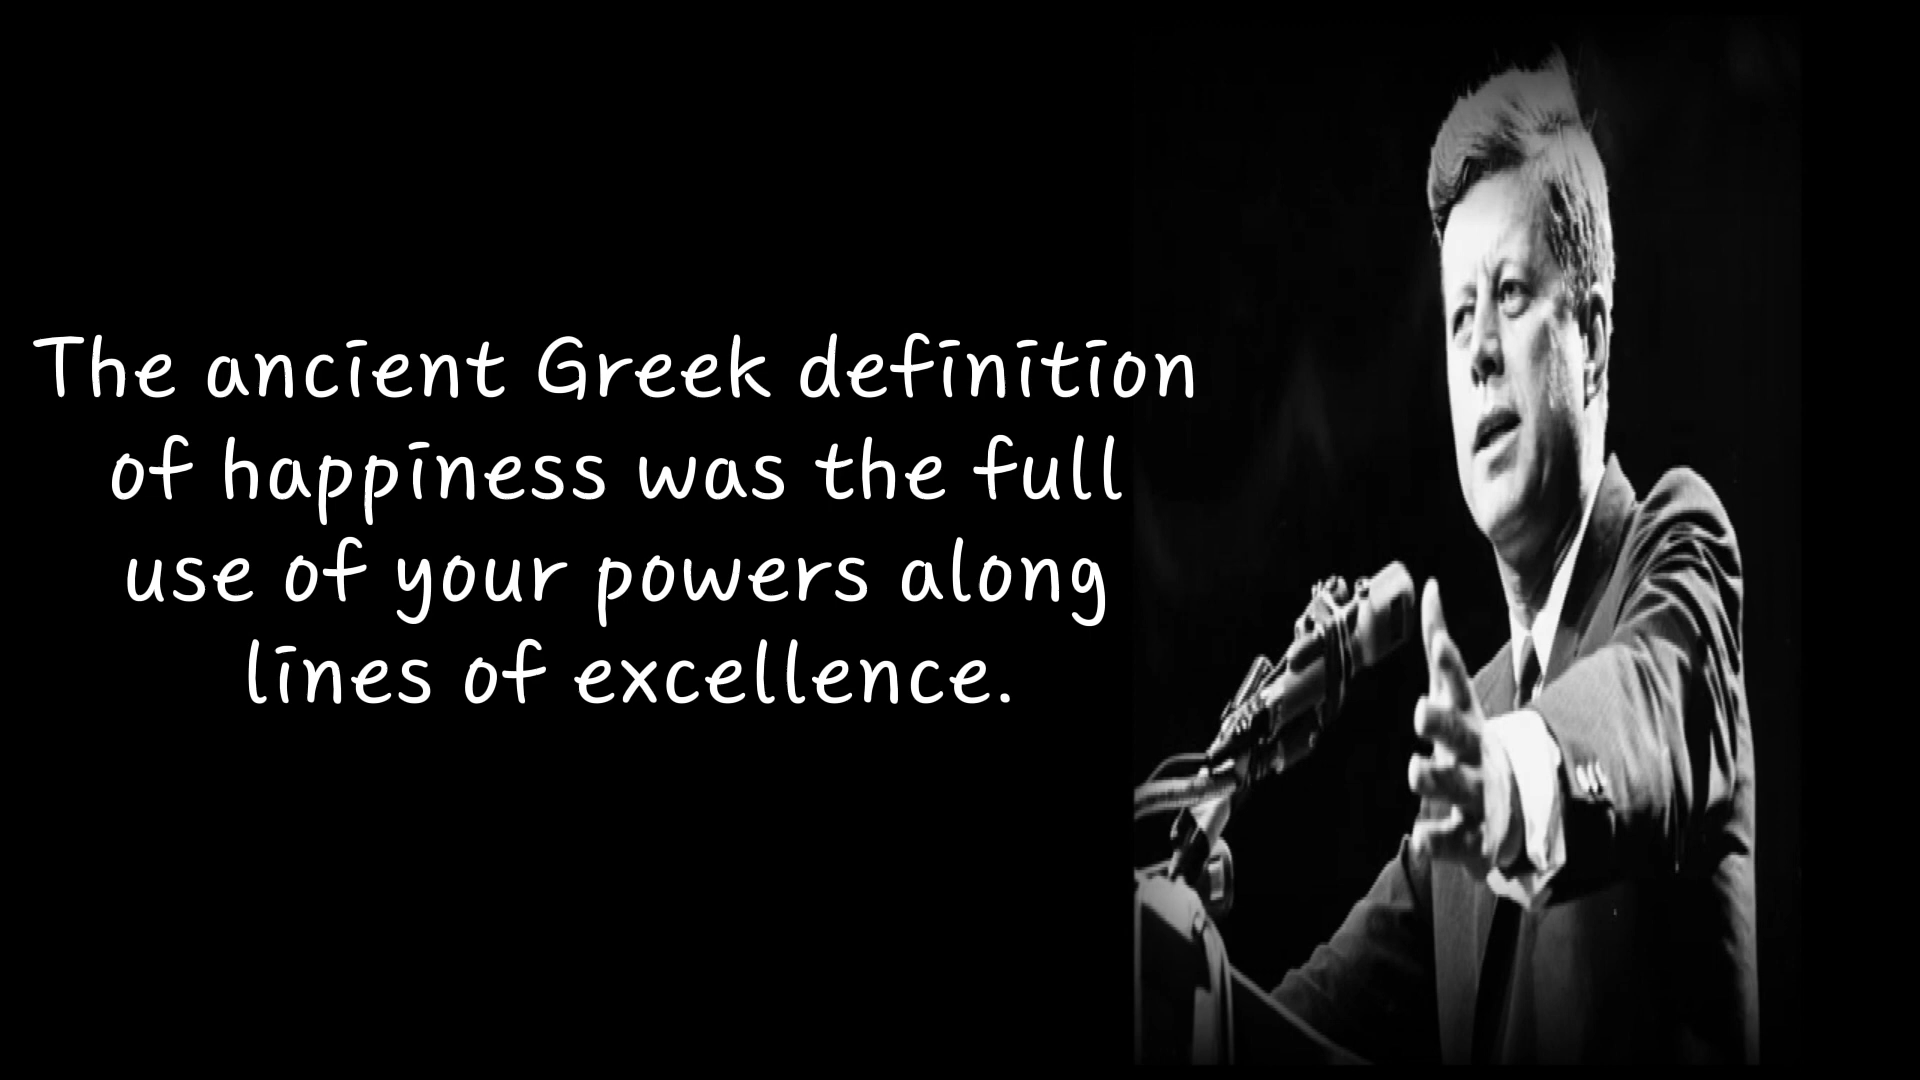 The ancient Greek definition
of happiness was the full
use of your powers along
lines of excellence.